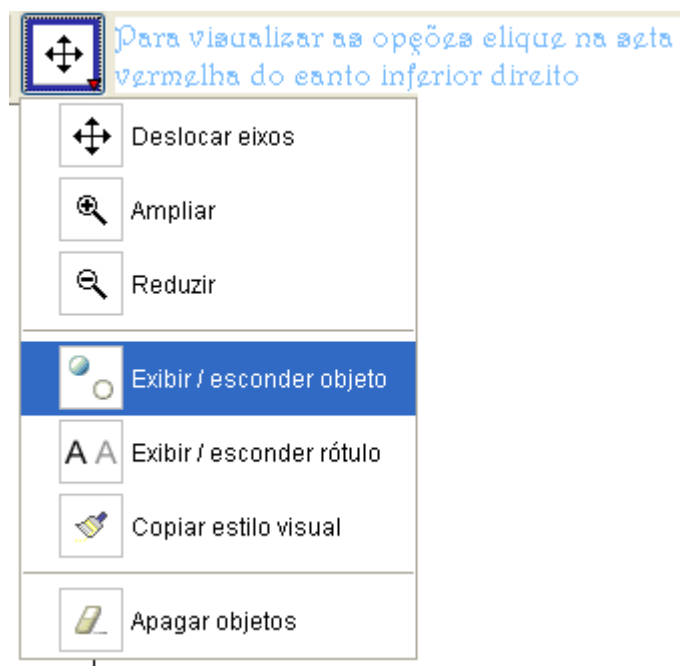 Para visualizar as opções clique na seta
vermelha do canto inferior direito
Deslocar eixos
Ampliar
Reduzir
Exibir / esconder objeto
A A Exibir / esconder rótulo
Copiar estilo visual
Apagar objetos